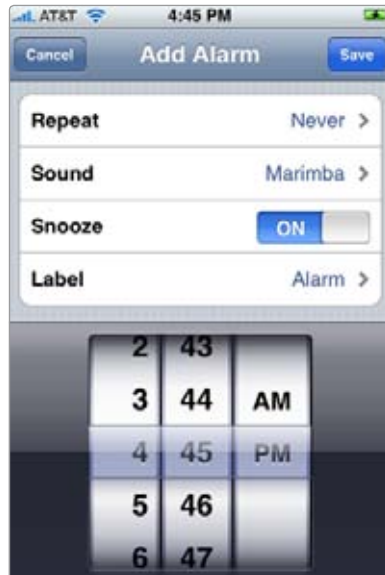 AT&T 4:45 PM
Cancel Add Alarm Save
Repeat Never >
Sound Marimba >
Snooze ON
Label Alarm >
2 43
3 44 AM
4 45 PM
5 46
6 47